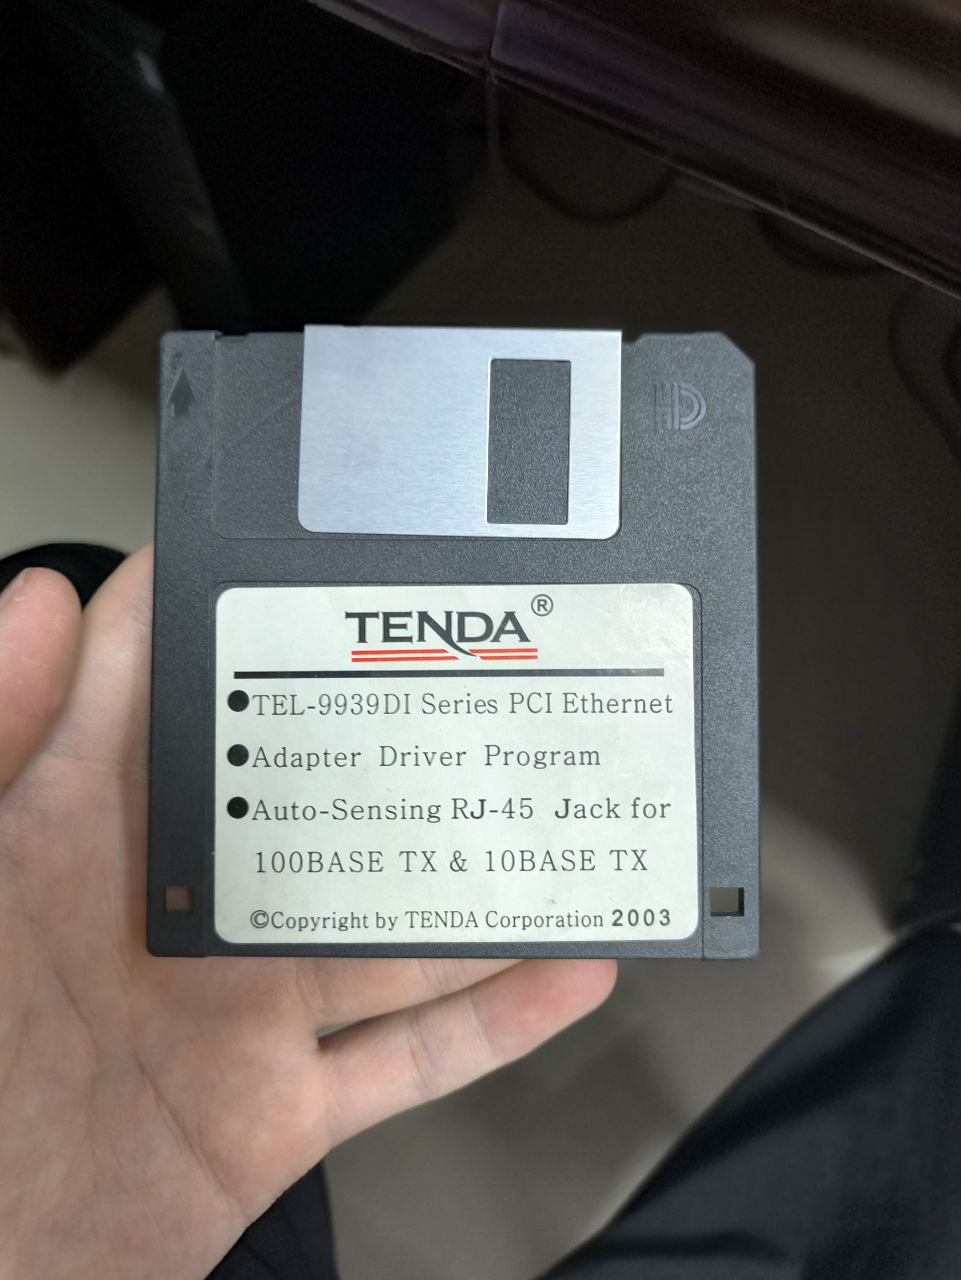 HD
TENDA®
●TEL-9939DI Series PCI Ethernet
●Adapter Driver Program
●Auto-Sensing RJ-45 Jack for
100BASE TX & 10BASE TX
©Copyright by TENDA Corporation 2003